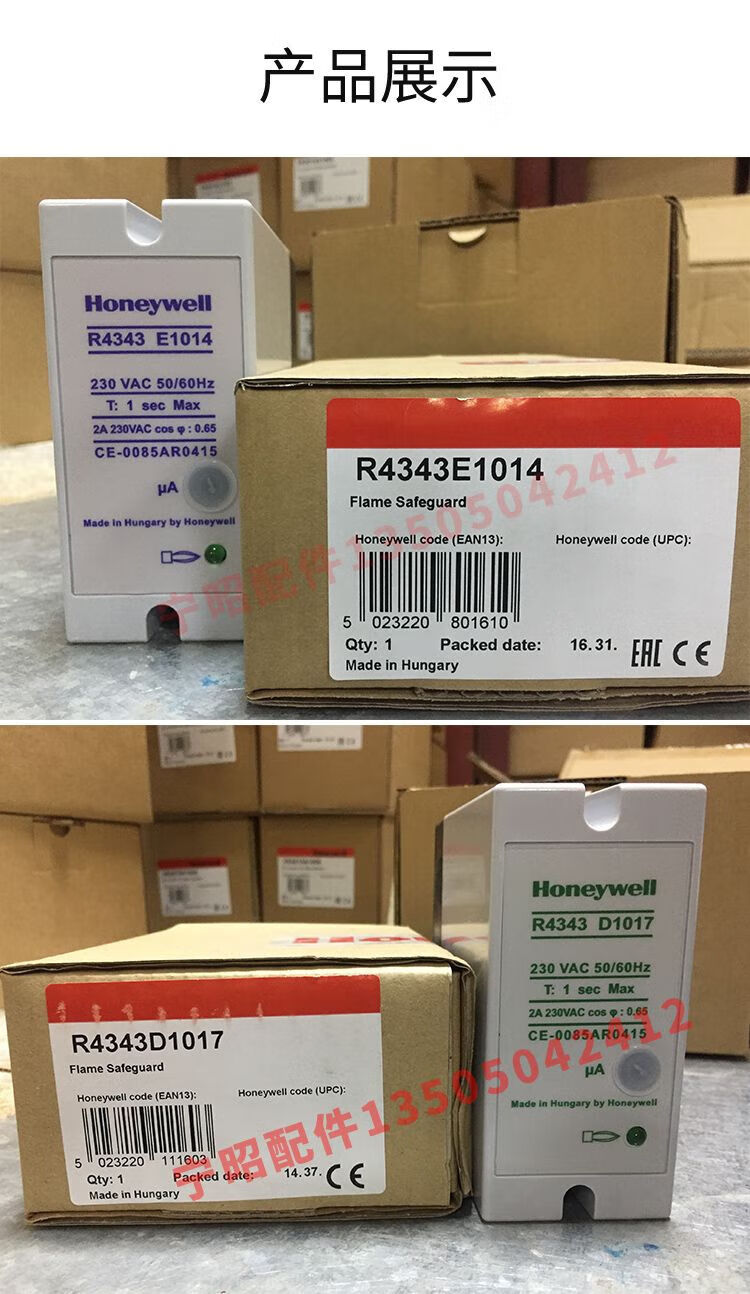 产品展示
Honeywell
R4343 E1014
230 VAC 50/60Hz
T: 1 sec Max
2A 230VAC cos φ : 0.65
CE-0085AR0415
µA
Made in Hungary by Honeywell
R4343E1014
Flame Safeguard
Honeywell code (EAN13):
Honeywell code (UPC):
5 023220 801610
Qty: 1 Packed date: 16.31.
Made in Hungary
EAC CE
宁昭配件13505042412
R4343D1017
Flame Safeguard
Honeywell code (EAN13):
Honeywell code (UPC):
5 023220 111603
Qty: 1 Packed date: 14.37.
Made in Hungary
CE
Honeywell
R4343 D1017
230 VAC 50/60Hz
T: 1 sec Max
2A 230VAC cos φ : 0.65
CE-0085AR0415
µA
Made in Hungary by Honeywell
宁昭配件13505042412